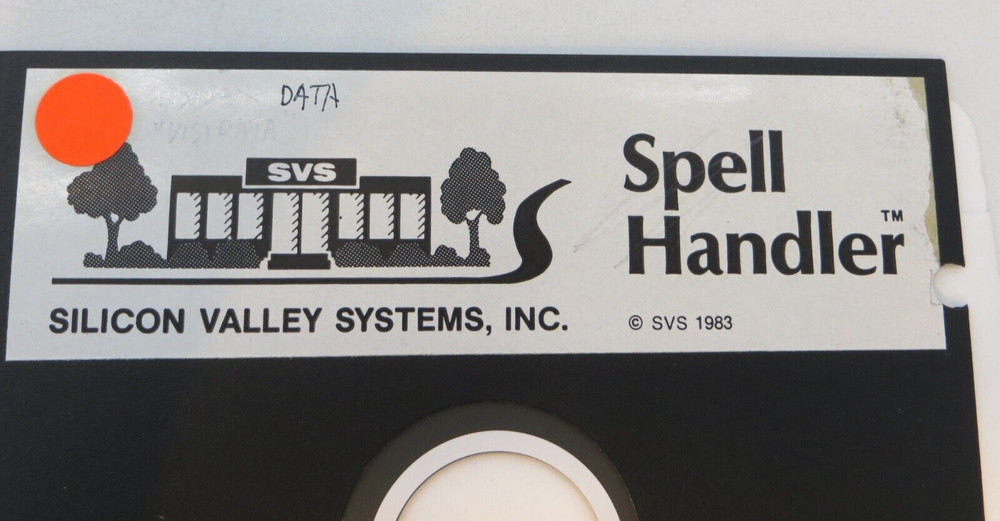 DATA
SVS
Spell
Handler™
SILICON VALLEY SYSTEMS, INC.
© SVS 1983